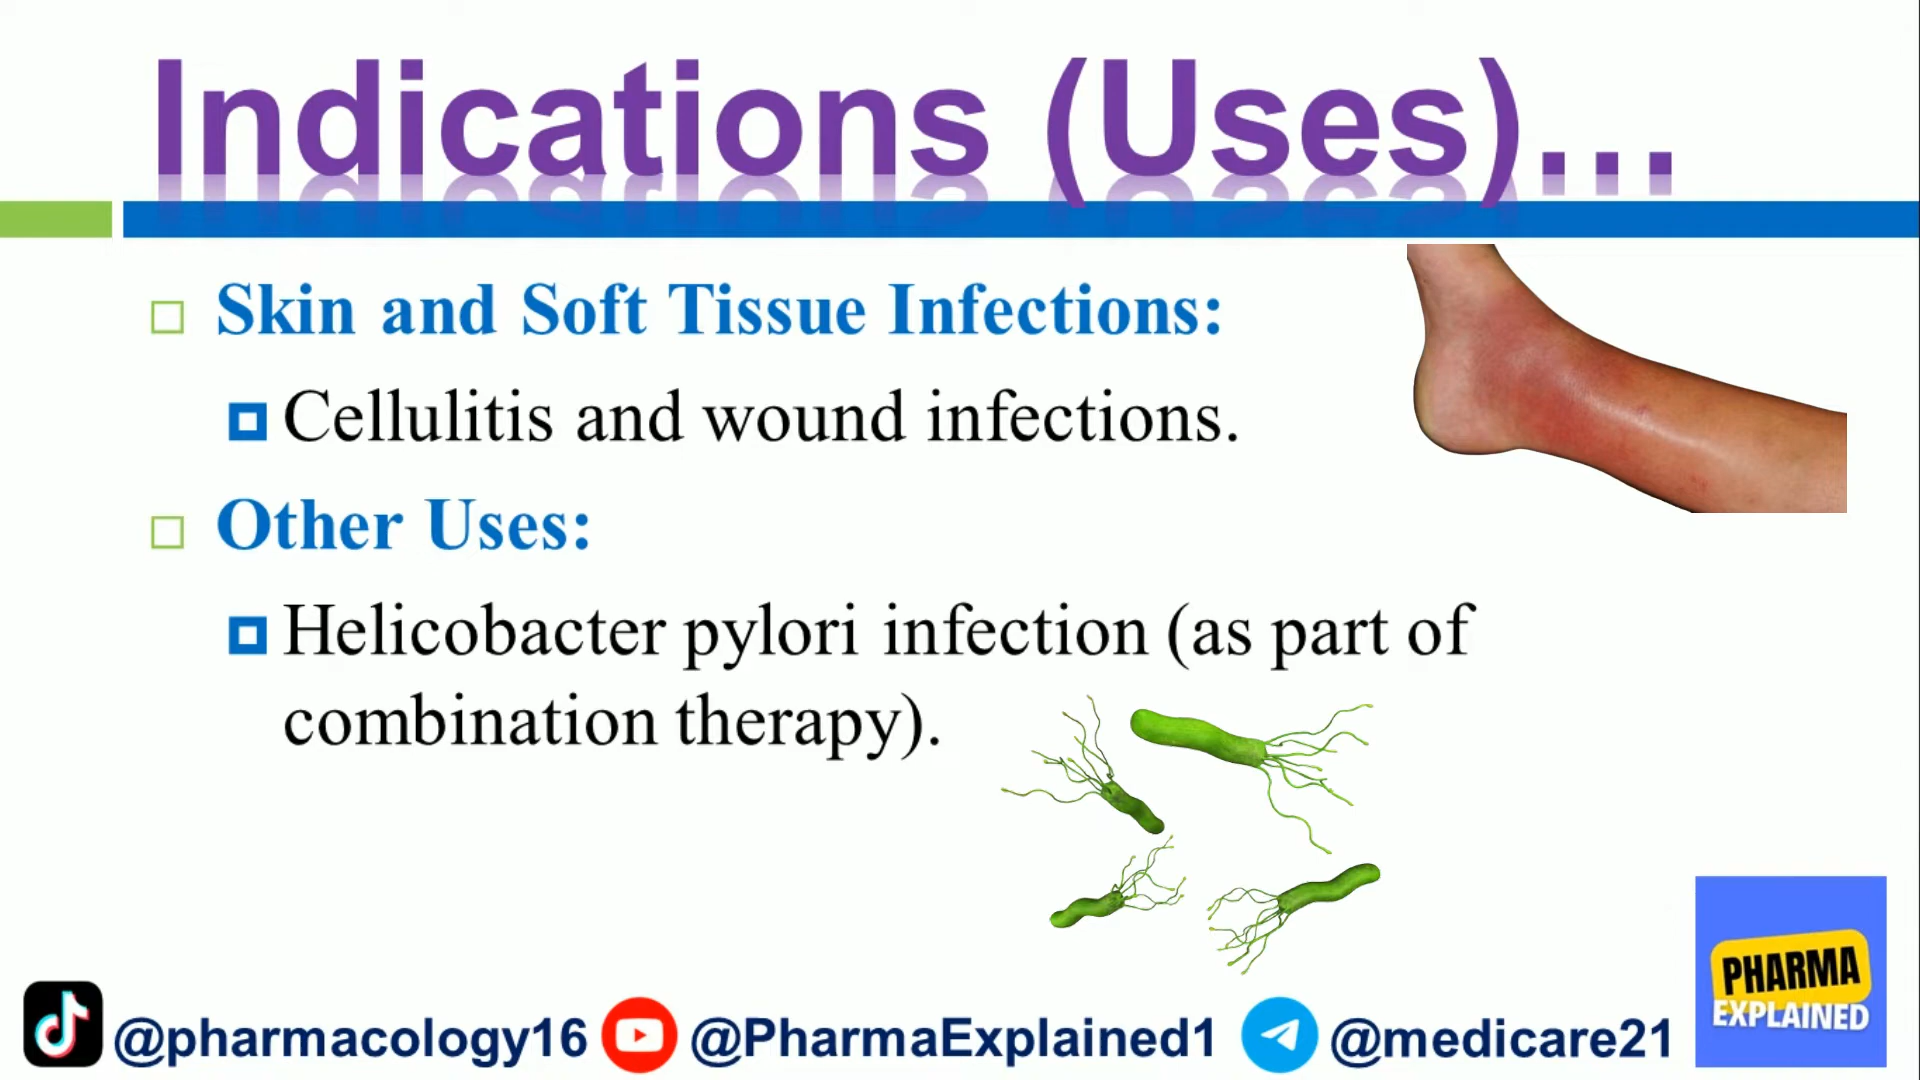 Indications (Uses)...
Skin and Soft Tissue Infections:
Cellulitis and wound infections.
Other Uses:
Helicobacter pylori infection (as part of
combination therapy).
@pharmacology16 @PharmaExplained1 @medicare21
PHARMA
EXPLAINED